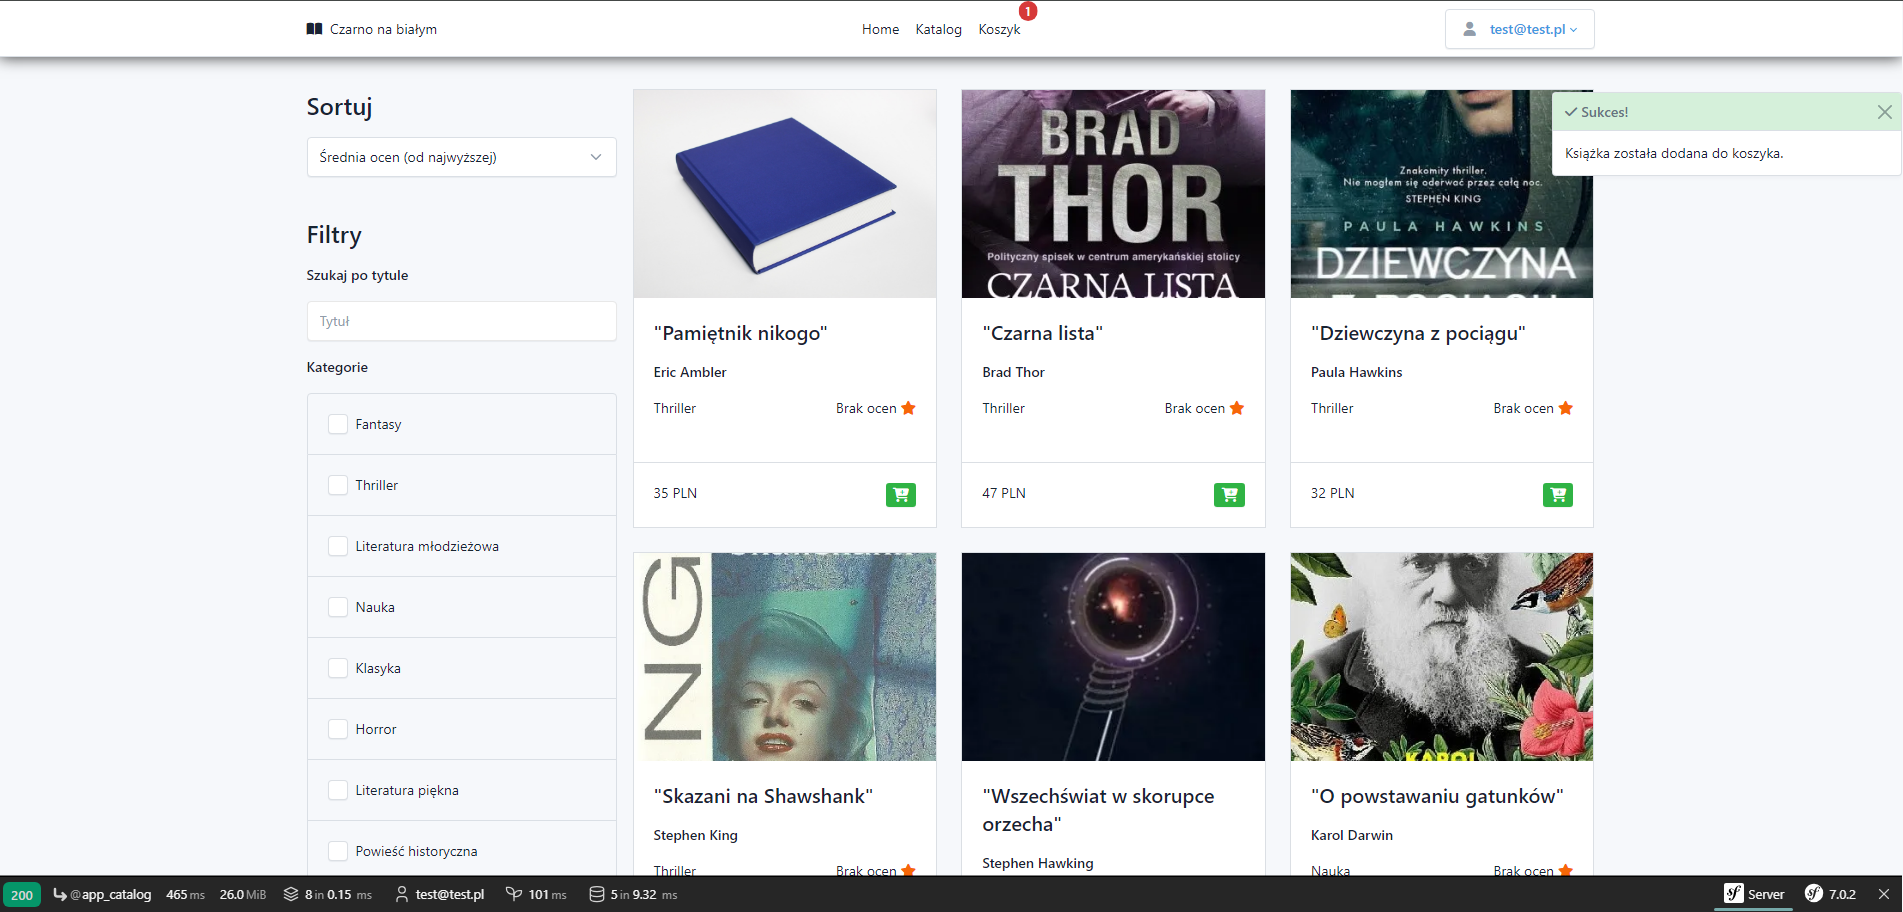 Czarno na białym
Home Katalog Koszyk 1
test@test.pl
Sortuj
Średnia ocen (od najwyższej)
Filtry
Szukaj po tytule
Tytuł
Kategorie
Fantasy
Thriller
Literatura młodzieżowa
Nauka
Klasyka
Horror
Literatura piękna
Powieść historyczna
BRAD
THOR
Polityczny spisek w centrum amerykańskiej stolicy
CZARNA LISTA
Znakomity thriller.
Nie mogłem się oderwać przez całą noc.
STEPHEN KING
PAULA HAWKINS
DZIEWCZYNA
Z POCIĄGU
Sukces!
Książka została dodana do koszyka.
"Pamiętnik nikogo"
Eric Ambler
Thriller Brak ocen
35 PLN
"Czarna lista"
Brad Thor
Thriller Brak ocen
47 PLN
"Dziewczyna z pociągu"
Paula Hawkins
Thriller Brak ocen
32 PLN
NG
KAROL
"Skazani na Shawshank"
Stephen King
Thriller Brak ocen
"Wszechświat w skorupce
orzecha"
Stephen Hawking
"O powstawaniu gatunków"
Karol Darwin
Nauka Brak ocen
200 @app_catalog 465 ms 26.0 MiB 8 in 0.15 ms test@test.pl 101 ms 5 in 9.32 ms Server 7.0.2